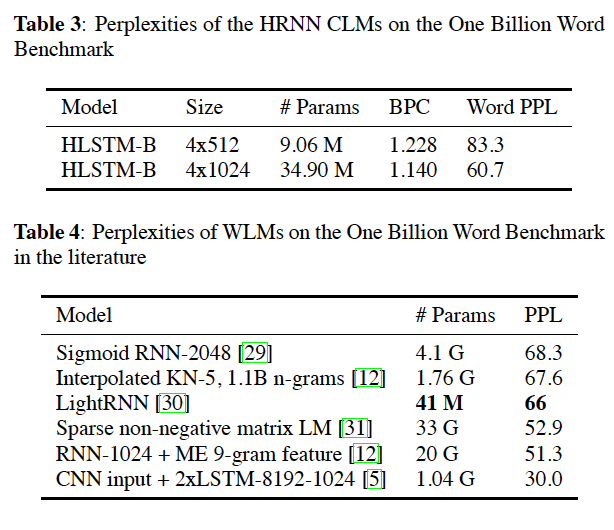 Table 3: Perplexities of the HRNN CLMs on the One Billion Word
Benchmark
Model Size # Params BPC Word PPL
HLSTM-B 4x512 9.06 M 1.228 83.3
HLSTM-B 4x1024 34.90 M 1.140 60.7
Table 4: Perplexities of WLMs on the One Billion Word Benchmark
in the literature
Model # Params PPL
Sigmoid RNN-2048 [29] 4.1 G 68.3
Interpolated KN-5, 1.1B n-grams [12] 1.76 G 67.6
LightRNN [30] 41 M 66
Sparse non-negative matrix LM [31] 33 G 52.9
RNN-1024 + ME 9-gram feature [12] 20 G 51.3
CNN input + 2xLSTM-8192-1024 [5] 1.04 G 30.0